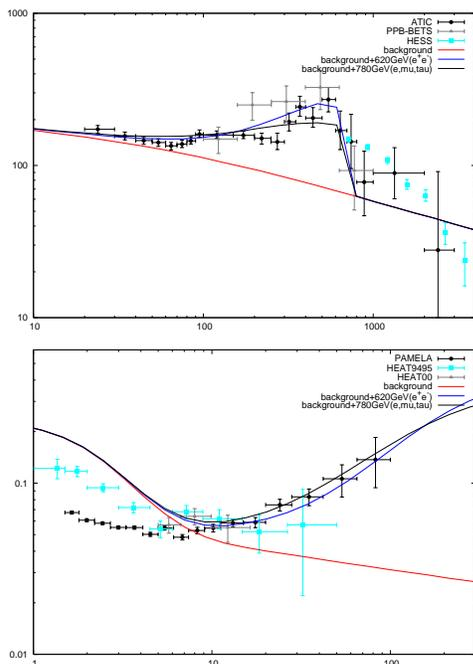 1000
100
10
10
100
1000
ATIC
PPB-BETS
HESS
background
background+620GeV(e⁺e⁻)
background+780GeV(e,mu,tau)
0.1
0.01
1
10
100
PAMELA
HEAT9495
HEAT00
background
background+620GeV(e⁺e⁻)
background+780GeV(e,mu,tau)